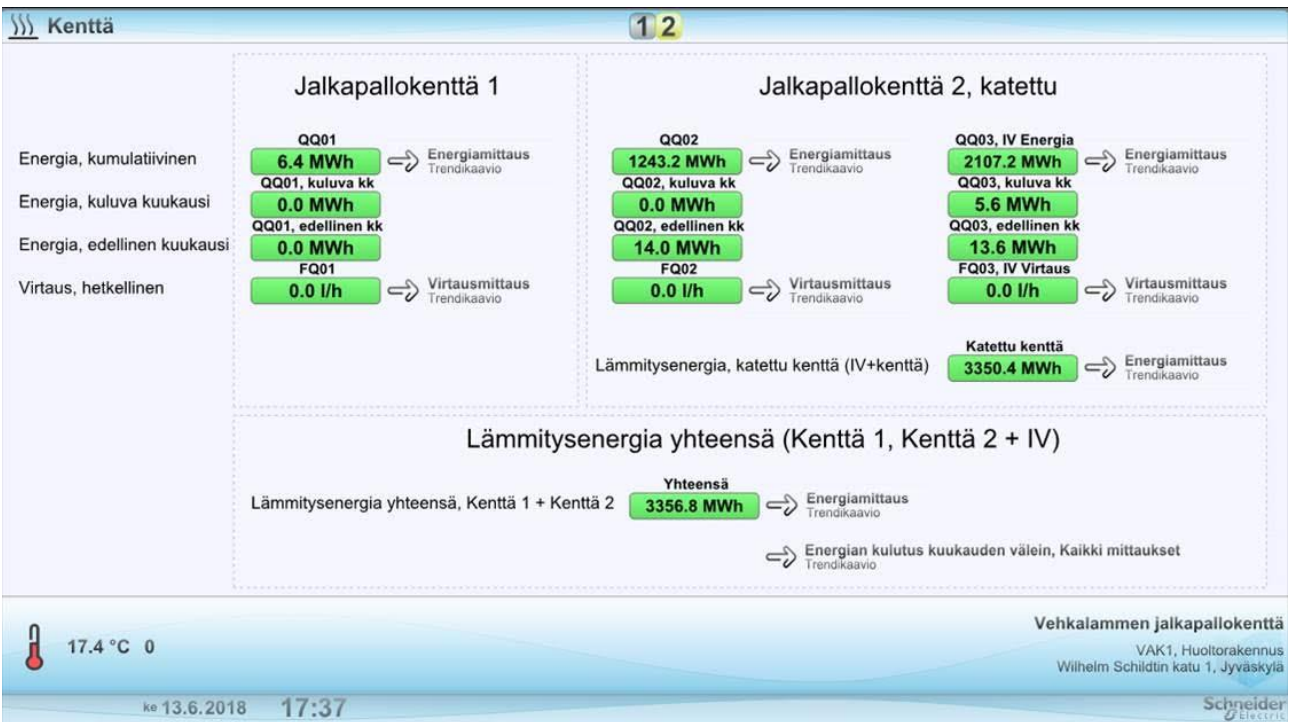 Kenttä
1 2
Jalkapallokenttä 1
Jalkapallokenttä 2, katettu
QQ01
QQ02
QQ03, IV Energia
Energia, kumulatiivinen
6.4 MWh
Energiamittaus
Trendikaavio
1243.2 MWh
Energiamittaus
Trendikaavio
2107.2 MWh
Energiamittaus
Trendikaavio
QQ01, kuluva kk
QQ02, kuluva kk
QQ03, kuluva kk
Energia, kuluva kuukausi
0.0 MWh
0.0 MWh
5.6 MWh
QQ01, edellinen kk
QQ02, edellinen kk
QQ03, edellinen kk
Energia, edellinen kuukausi
0.0 MWh
14.0 MWh
13.6 MWh
FQ01
FQ02
FQ03, IV Virtaus
Virtaus, hetkellinen
0.0 l/h
Virtausmittaus
Trendikaavio
0.0 l/h
Virtausmittaus
Trendikaavio
0.0 l/h
Virtausmittaus
Trendikaavio
Katettu kenttä
Lämmitysenergia, katettu kenttä (IV+kenttä)
3350.4 MWh
Energiamittaus
Trendikaavio
Lämmitysenergia yhteensä (Kenttä 1, Kenttä 2 + IV)
Yhteensä
Lämmitysenergia yhteensä, Kenttä 1 + Kenttä 2
3356.8 MWh
Energiamittaus
Trendikaavio
Energian kulutus kuukauden välein, Kaikki mittaukset
Trendikaavio
17.4 °C 0
Vehkalammen jalkapallokenttä
VAK1, Huoltorakennus
Wilhelm Schildtin katu 1, Jyväskylä
ke 13.6.2018 17:37
Schneider
Electric